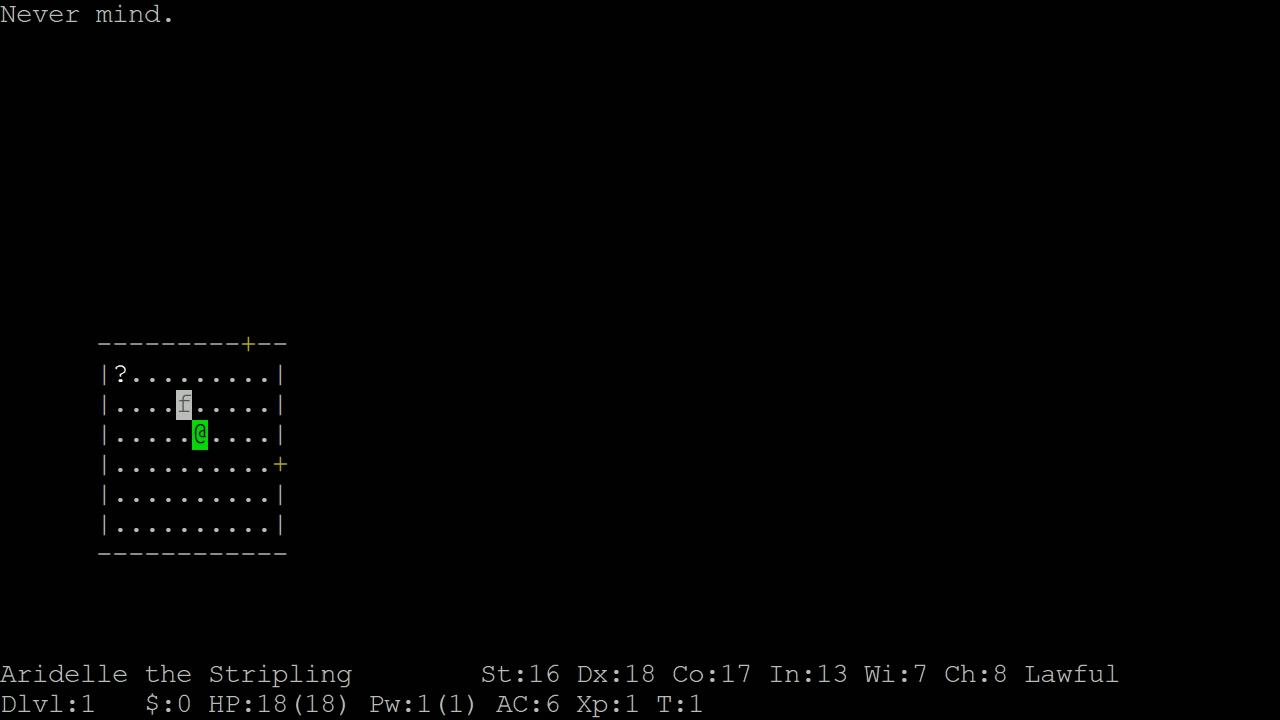 Never mind.
---------+--
|?.........|
|....f.....|
|.....@....|
|..........+
|..........|
|..........|
------------
Aridelle the Stripling St:16 Dx:18 Co:17 In:13 Wi:7 Ch:8 Lawful
Dlvl:1 $:0 HP:18(18) Pw:1(1) AC:6 Xp:1 T:1